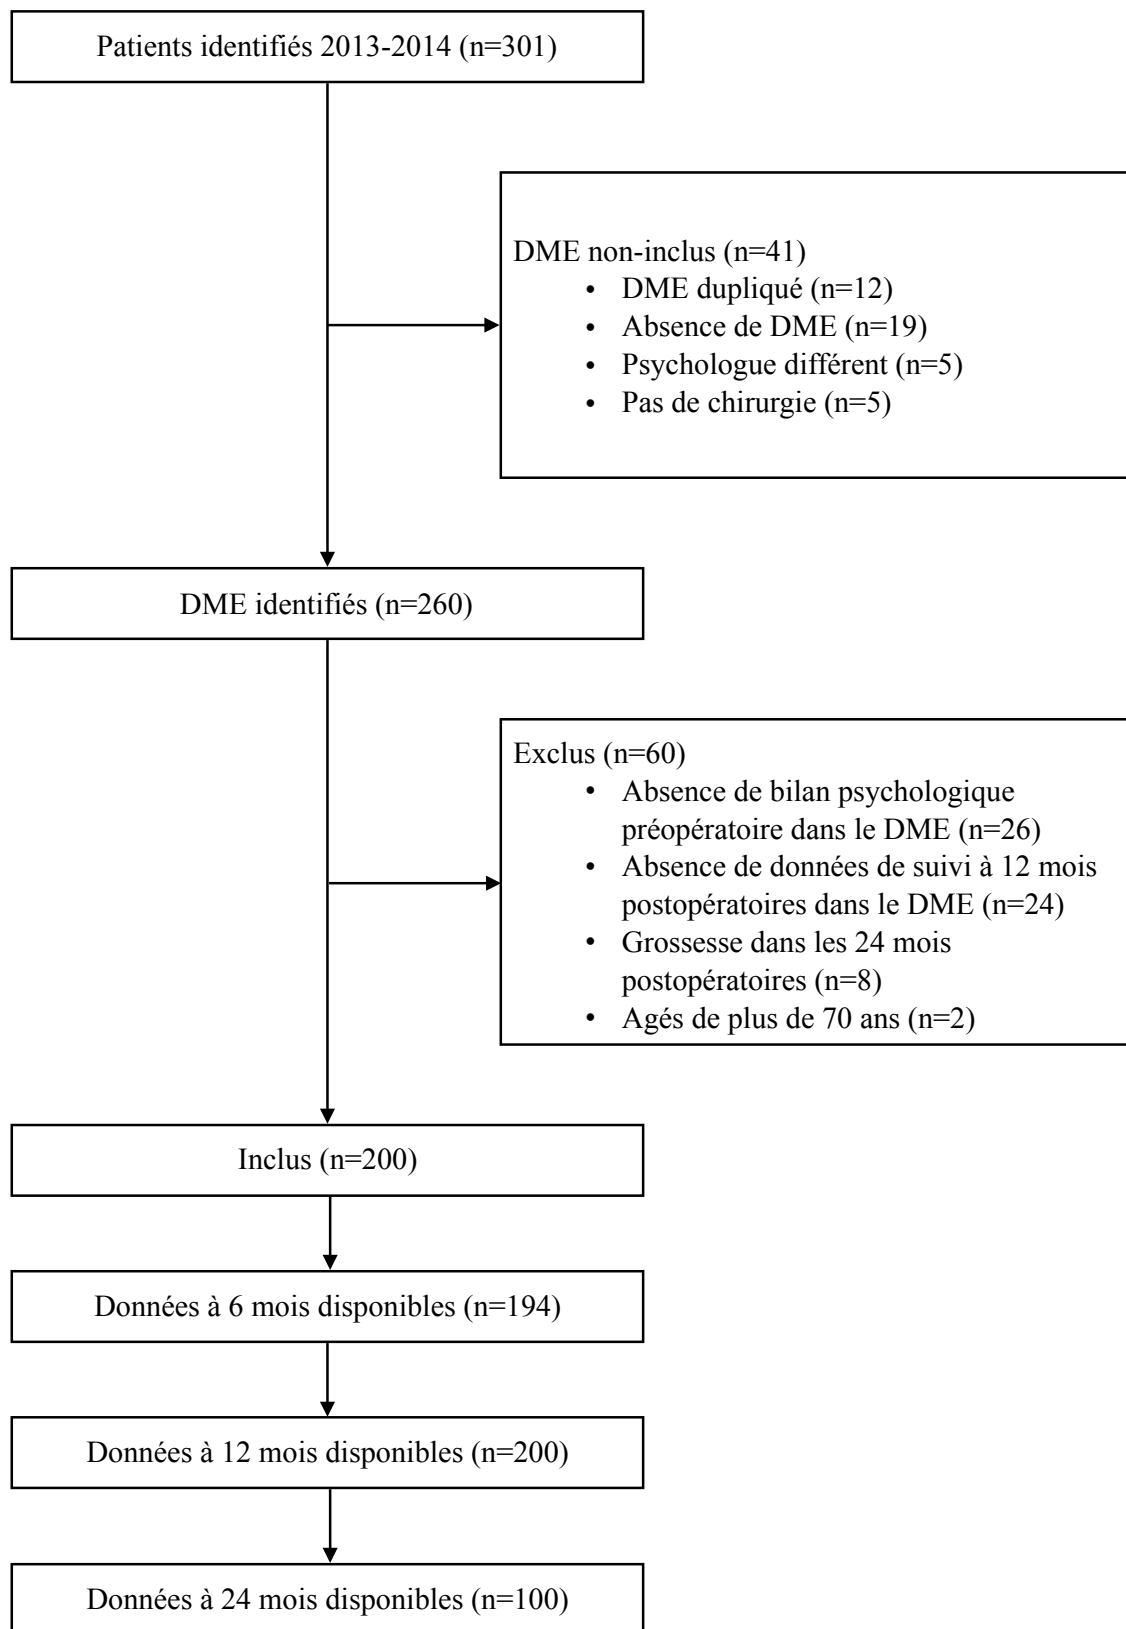 Patients identifiés 2013-2014 (n=301)
DME non-inclus (n=41)
• DME dupliqué (n=12)
• Absence de DME (n=19)
• Psychologue différent (n=5)
• Pas de chirurgie (n=5)
DME identifiés (n=260)
Exclus (n=60)
• Absence de bilan psychologique
préopératoire dans le DME (n=26)
• Absence de données de suivi à 12 mois
postopératoires dans le DME (n=24)
• Grossesse dans les 24 mois
postopératoires (n=8)
• Agés de plus de 70 ans (n=2)
Inclus (n=200)
Données à 6 mois disponibles (n=194)
Données à 12 mois disponibles (n=200)
Données à 24 mois disponibles (n=100)